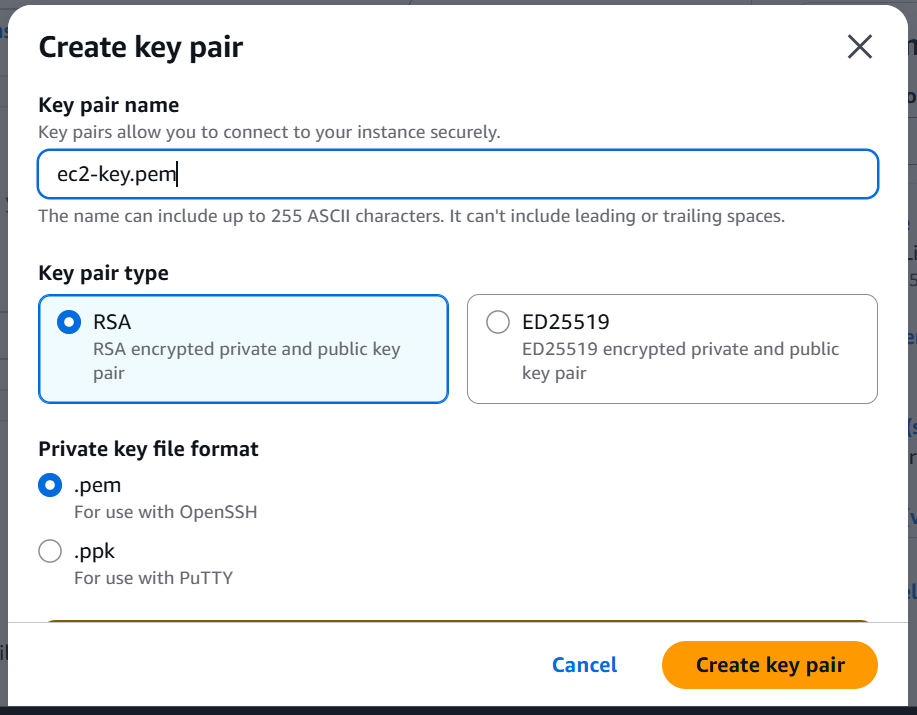 Create key pair
Key pair name
Key pairs allow you to connect to your instance securely.
ec2-key.pem
The name can include up to 255 ASCII characters. It can't include leading or trailing spaces.
Key pair type
RSA
RSA encrypted private and public key
pair
ED25519
ED25519 encrypted private and public
key pair
Private key file format
.pem
For use with OpenSSH
.ppk
For use with PuTTY
Cancel
Create key pair